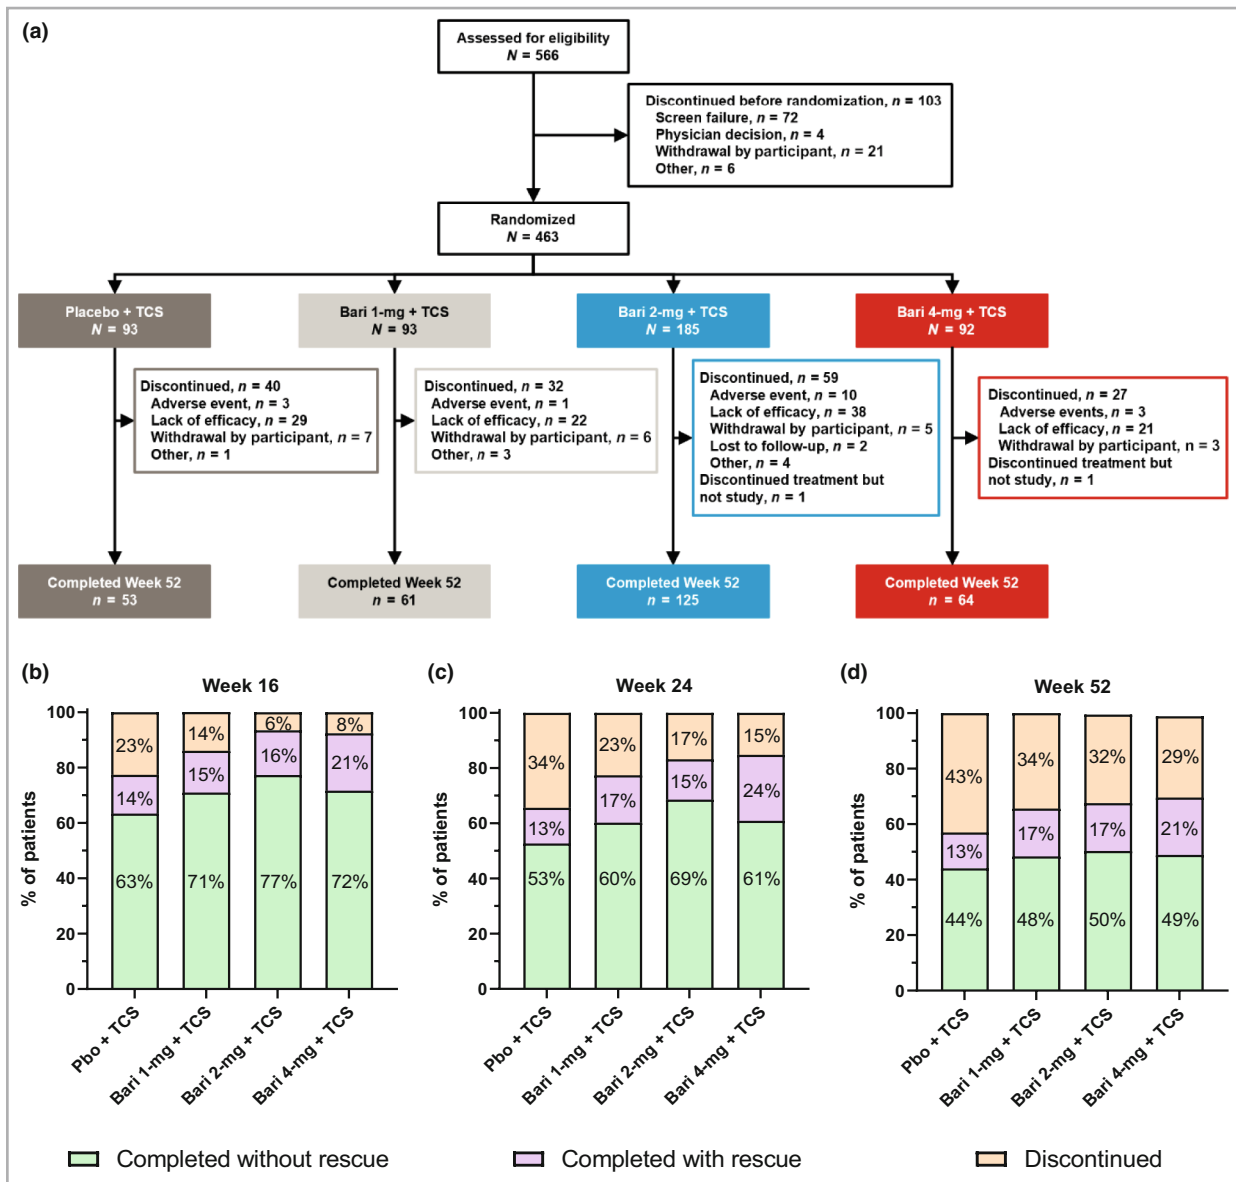 (a)
Assessed for eligibility
N = 566
Discontinued before randomization, n = 103
Screen failure, n = 72
Physician decision, n = 4
Withdrawal by participant, n = 21
Other, n = 6
Randomized
N = 463
Placebo + TCS
N = 93
Bari 1-mg + TCS
N = 93
Bari 2-mg + TCS
N = 185
Bari 4-mg + TCS
N = 92
Discontinued, n = 40
Adverse event, n = 3
Lack of efficacy, n = 29
Withdrawal by participant, n = 7
Other, n = 1
Discontinued, n = 32
Adverse event, n = 1
Lack of efficacy, n = 22
Withdrawal by participant, n = 6
Other, n = 3
Discontinued, n = 59
Adverse event, n = 10
Lack of efficacy, n = 38
Withdrawal by participant, n = 5
Lost to follow-up, n = 2
Other, n = 4
Discontinued treatment but
not study, n = 1
Discontinued, n = 27
Adverse events, n = 3
Lack of efficacy, n = 21
Withdrawal by participant, n = 3
Discontinued treatment but
not study, n = 1
Completed Week 52
n = 53
Completed Week 52
n = 61
Completed Week 52
n = 125
Completed Week 52
n = 64
(b)
Week 16
% of patients
100
80
60
40
20
0
23%
14%
63%
14%
15%
71%
6%
16%
77%
8%
21%
72%
Pbo + TCS
Bari 1-mg + TCS
Bari 2-mg + TCS
Bari 4-mg + TCS
(c)
Week 24
% of patients
100
80
60
40
20
0
34%
13%
53%
23%
17%
60%
17%
15%
69%
15%
24%
61%
Pbo + TCS
Bari 1-mg + TCS
Bari 2-mg + TCS
Bari 4-mg + TCS
(d)
Week 52
% of patients
100
80
60
40
20
0
43%
13%
44%
34%
17%
48%
32%
17%
50%
29%
21%
49%
Pbo + TCS
Bari 1-mg + TCS
Bari 2-mg + TCS
Bari 4-mg + TCS
Completed without rescue
Completed with rescue
Discontinued